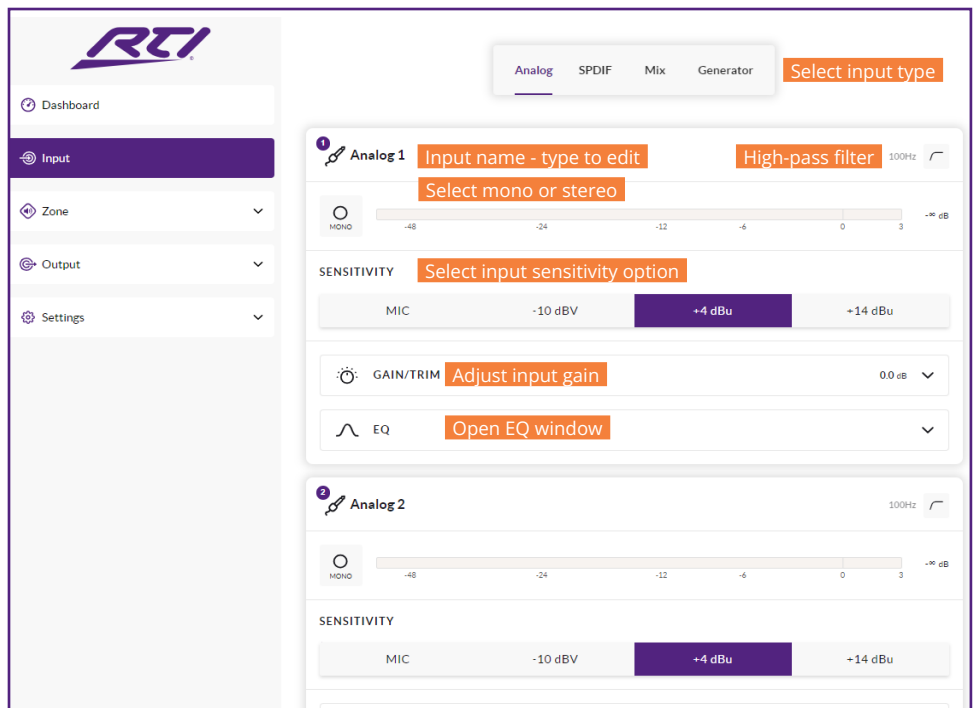 RTI
Analog SPDIF Mix Generator Select input type
Dashboard
Input
Zone
Output
Settings
1
Analog 1 Input name - type to edit High-pass filter 100Hz
Select mono or stereo
MONO -48 -24 -12 -6 0 3 -∞ dB
SENSITIVITY Select input sensitivity option
MIC -10 dBV +4 dBu +14 dBu
GAIN/TRIM Adjust input gain 0.0 dB
EQ Open EQ window
2
Analog 2 100Hz
MONO -48 -24 -12 -6 0 3 -∞ dB
SENSITIVITY
MIC -10 dBV +4 dBu +14 dBu